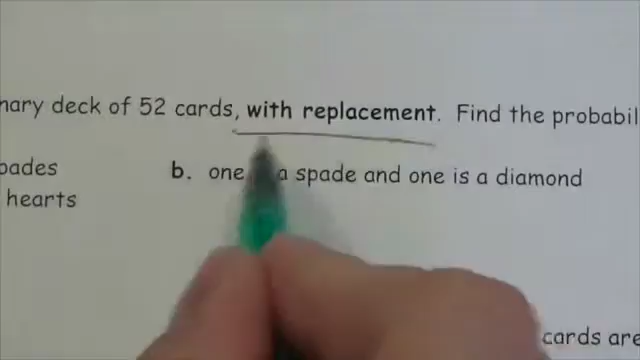 nary deck of 52 cards, with replacement. Find the probabil
pades b. one a spade and one is a diamond
hearts
cards are